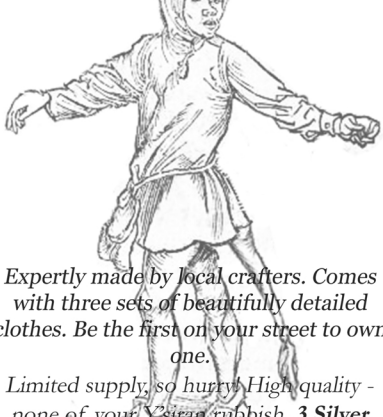 Expertly made by local crafters. Comes
with three sets of beautifully detailed
clothes. Be the first on your street to own
one.
Limited supply, so hurry! High quality -
none of your Y'siran rubbish. 3 Silver